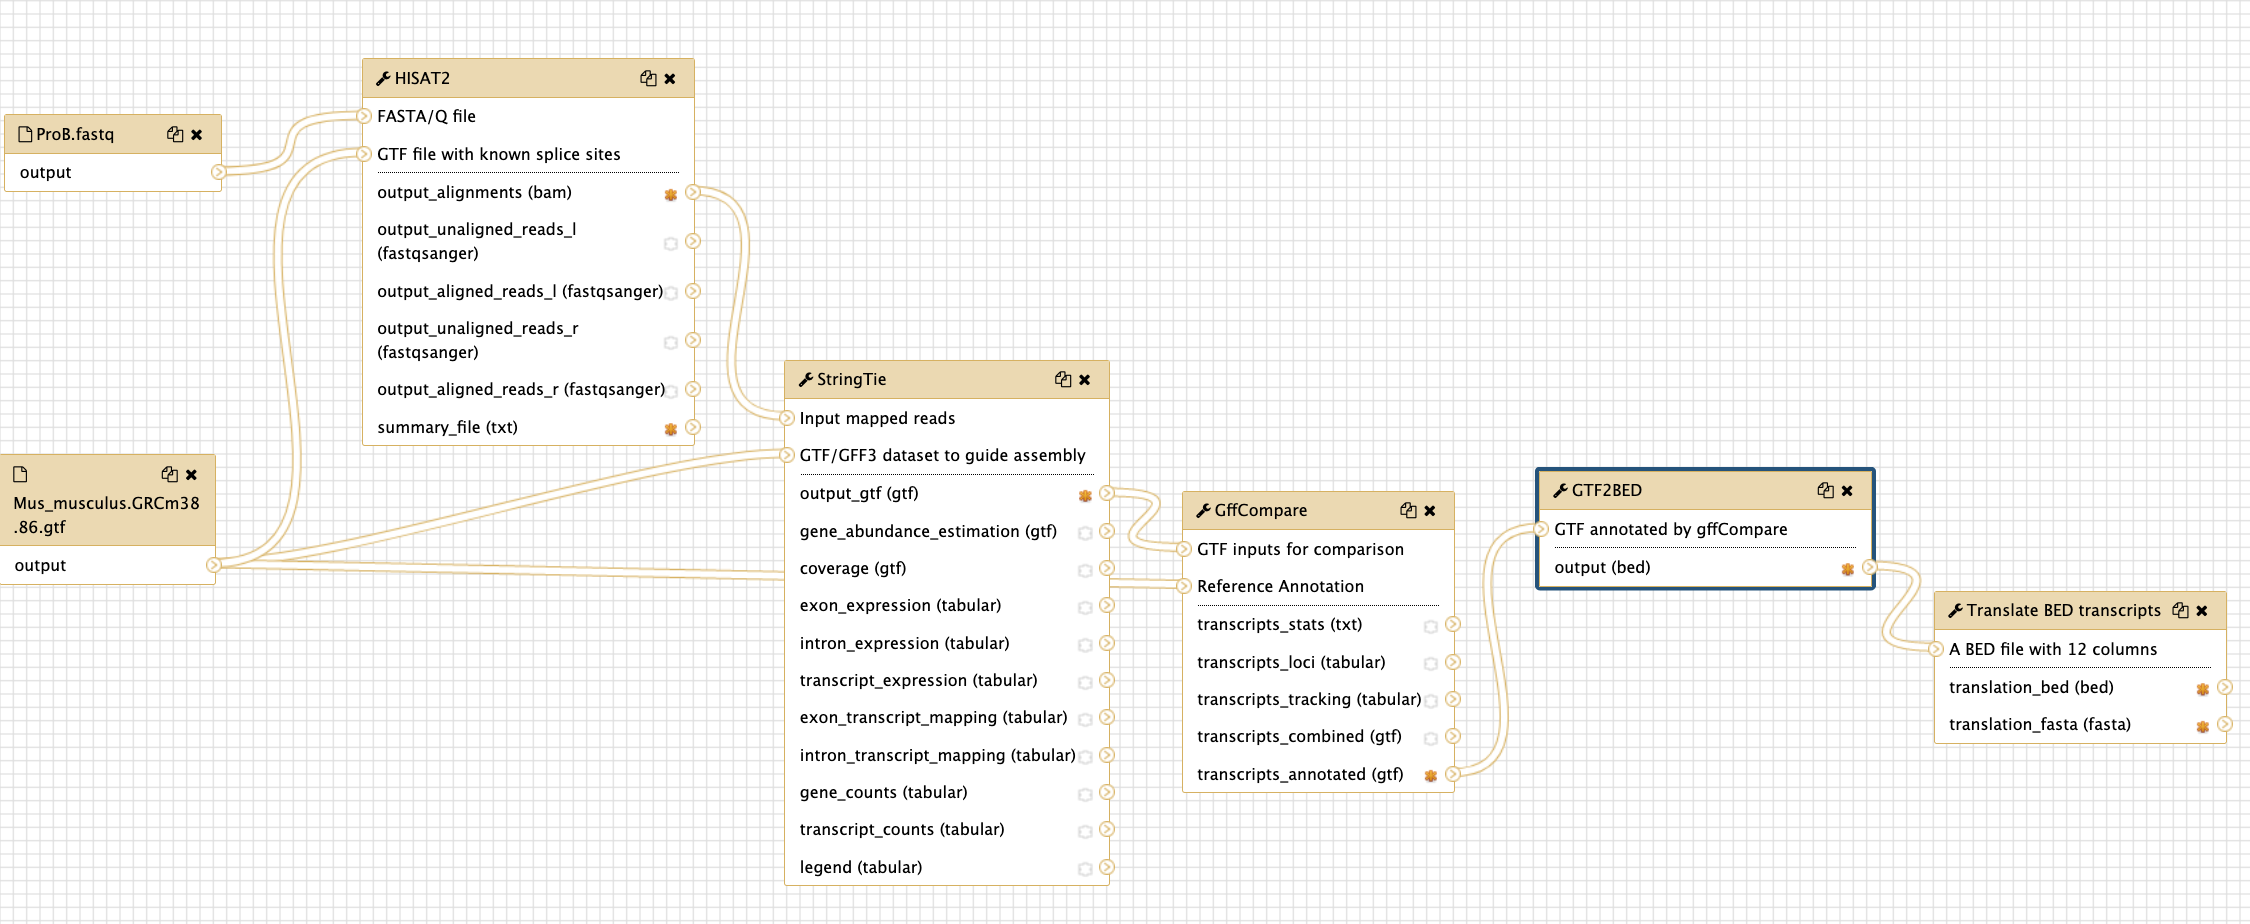 ProB.fastq
output
Mus_musculus.GRCm38
.86.gtf
output
HISAT2
FASTA/Q file
GTF file with known splice sites
output_alignments (bam)
output_unaligned_reads_l
(fastqsanger)
output_aligned_reads_l (fastqsanger)
output_unaligned_reads_r
(fastqsanger)
output_aligned_reads_r (fastqsanger)
summary_file (txt)
StringTie
Input mapped reads
GTF/GFF3 dataset to guide assembly
output_gtf (gtf)
gene_abundance_estimation (gtf)
coverage (gtf)
exon_expression (tabular)
intron_expression (tabular)
transcript_expression (tabular)
exon_transcript_mapping (tabular)
intron_transcript_mapping (tabular)
gene_counts (tabular)
transcript_counts (tabular)
legend (tabular)
GffCompare
GTF inputs for comparison
Reference Annotation
transcripts_stats (txt)
transcripts_loci (tabular)
transcripts_tracking (tabular)
transcripts_combined (gtf)
transcripts_annotated (gtf)
GTF2BED
GTF annotated by gffCompare
output (bed)
Translate BED transcripts
A BED file with 12 columns
translation_bed (bed)
translation_fasta (fasta)